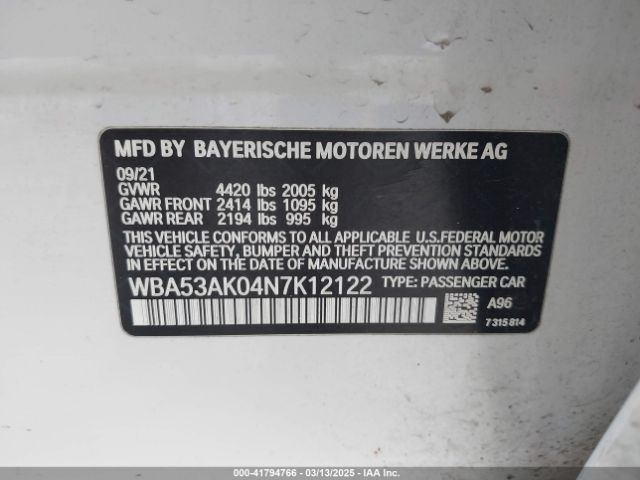 MFD BY BAYERISCHE MOTOREN WERKE AG
09/21
GVWR 4420 lbs 2005 kg
GAWR FRONT 2414 lbs 1095 kg
GAWR REAR 2194 lbs 995 kg
THIS VEHICLE CONFORMS TO ALL APPLICABLE U.S.FEDERAL MOTOR
VEHICLE SAFETY, BUMPER, AND THEFT PREVENTION STANDARDS
IN EFFECT ON THE DATE OF MANUFACTURE SHOWN ABOVE.
WBA53AK04N7K12122 TYPE: PASSENGER CAR
A96
7315814
000-41794766 - 03/13/2025 - IAA, Inc.